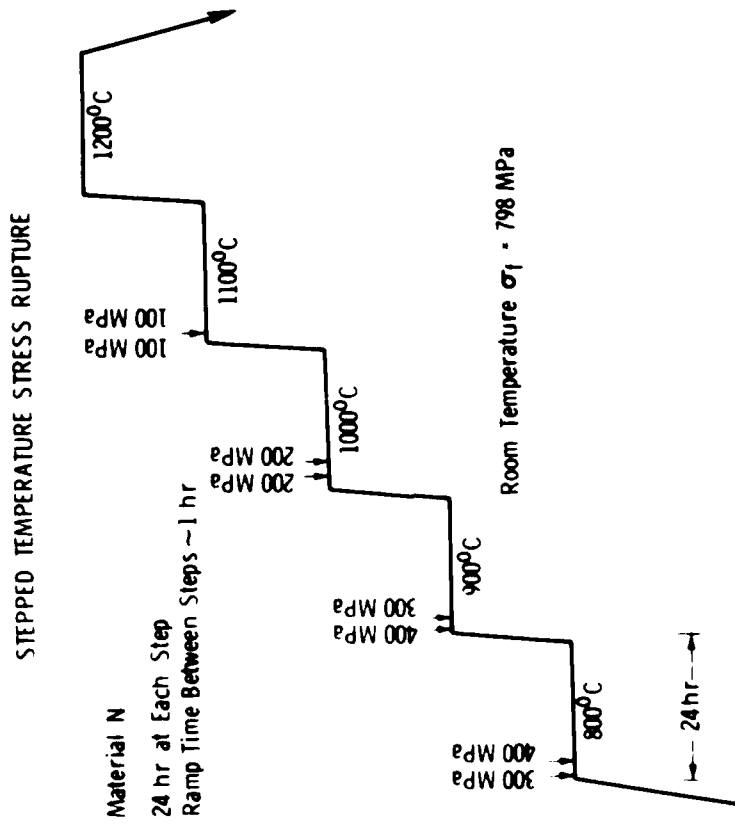 STEPPED TEMPERATURE STRESS RUPTURE
Material N
24 hr at Each Step
Ramp Time Between Steps ~1 hr
1200°C
100 MPa
100 MPa
1100°C
200 MPa
200 MPa
1000°C
300 MPa
400 MPa
900°C
400 MPa
300 MPa
800°C
24 hr
Room Temperature σf = 798 MPa